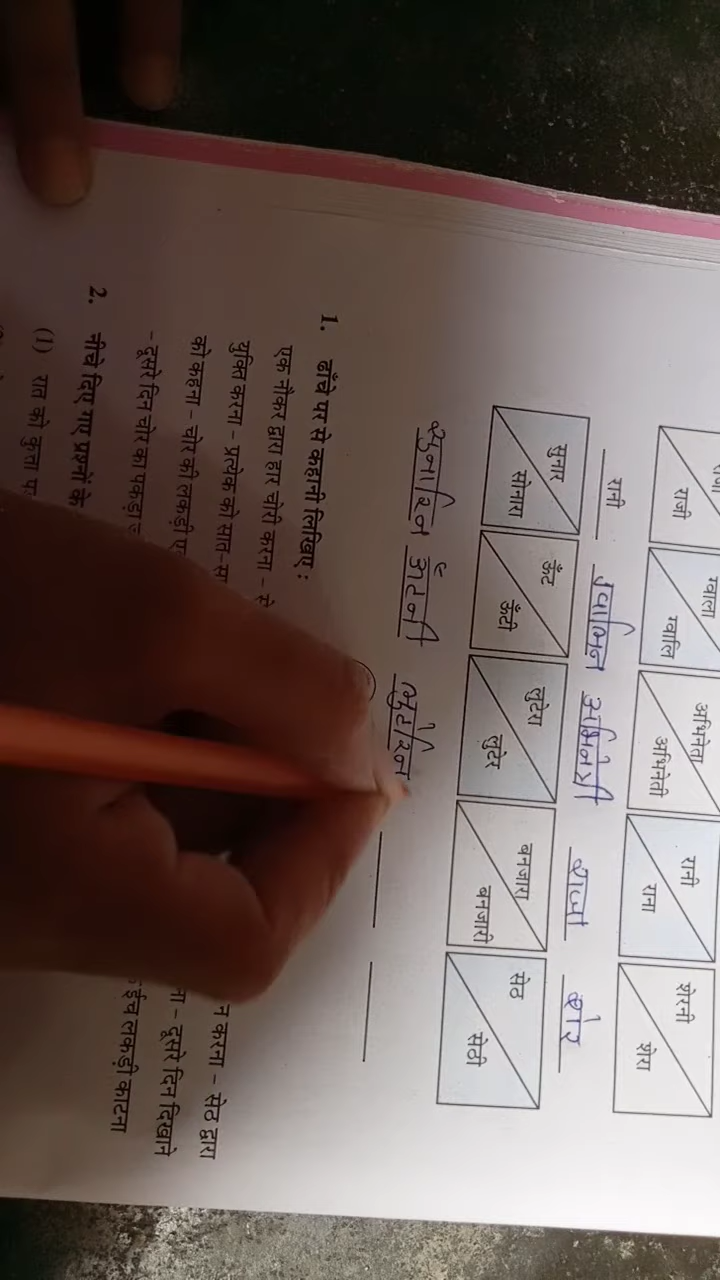 राजा ग्वाला अभिनेता रानी शेरनी
राजी ग्वालि अभिनेती राना शेरा
रानी ग्वालिन अभिनेत्री राजा शेर
सुनार ऊँट लुटेरा बनजारा सेठ
सोनारा ऊँटी लुटेर बनजारी सेठी
सुनारिन ऊँटनी लुटेरिन
1. ढाँचे पर से कहानी लिखिए :
एक नौकर द्वारा हार चोरी करना - से न करना - सेठ द्वारा
युक्ति करना - प्रत्येक को सात-सा ना - दूसरे दिन दिखाने
को कहना - चोर की लकड़ी ए इंच लकड़ी काटना
- दूसरे दिन चोर का पकड़ा
2. नीचे दिए गए प्रश्नों के
(1) रात को कुत्ता